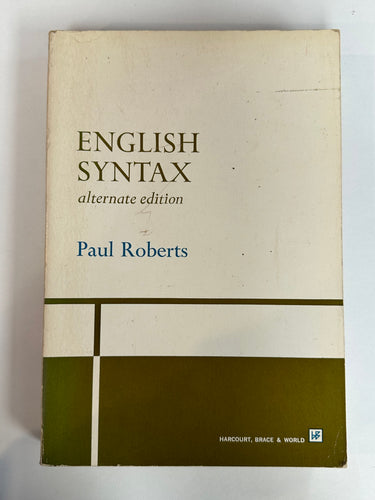 ENGLISH
SYNTAX
alternate edition
Paul Roberts
HARCOURT, BRACE & WORLD